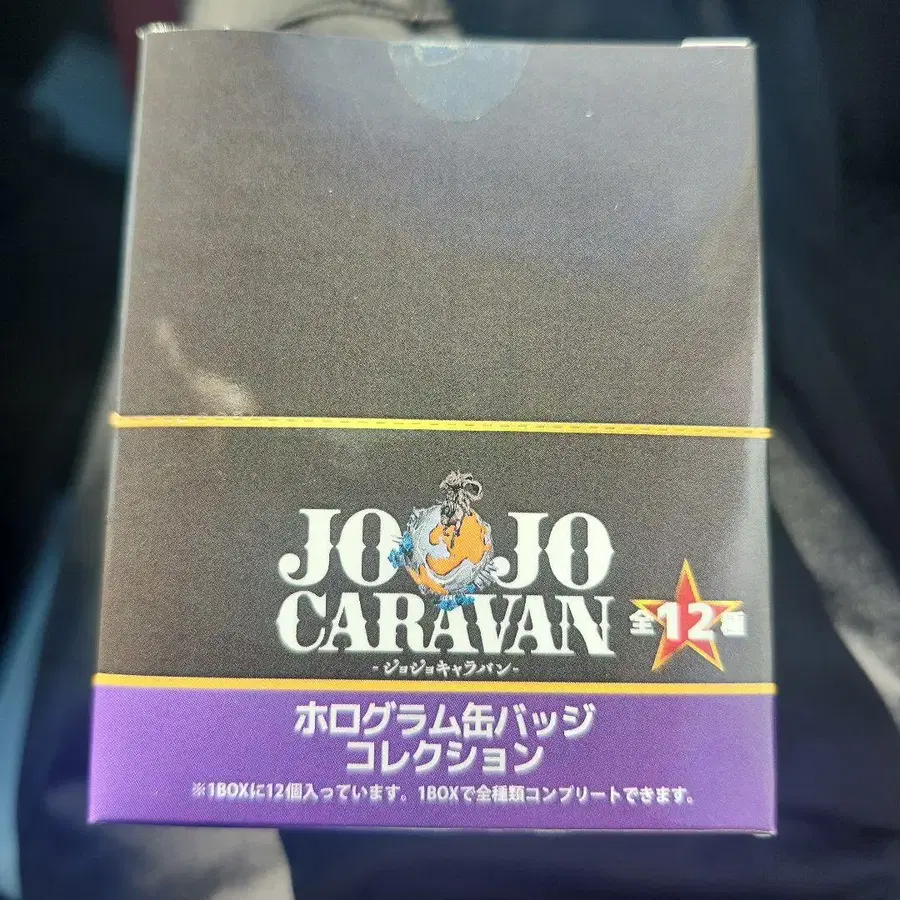 JOJO
CARAVAN
-ジョジョキャラバン-
全12種
ホログラム缶バッジ
コレクション
※1BOXに12個入っています。1BOXで全種類コンプリートできます。